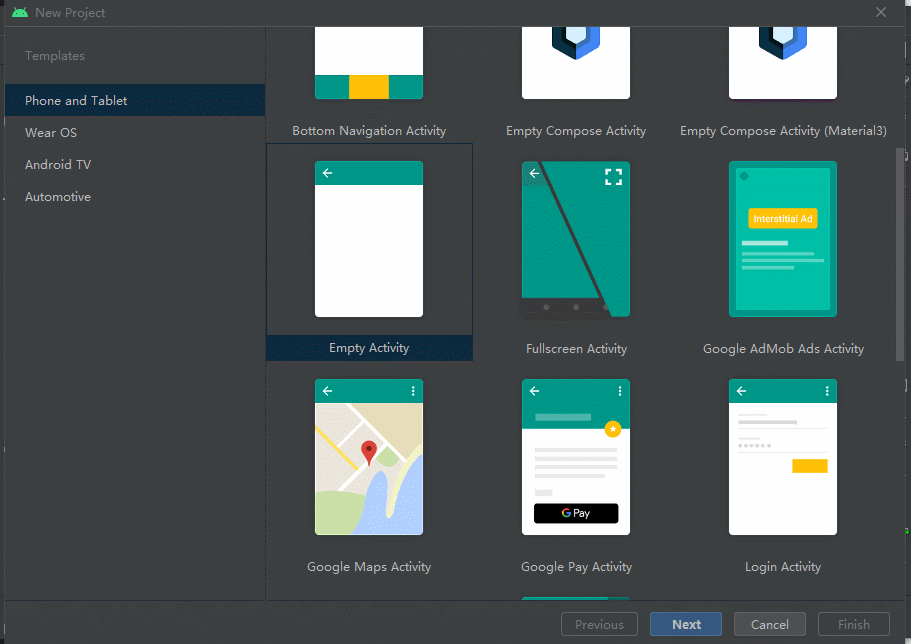 New Project
Templates
Phone and Tablet
Wear OS
Android TV
Automotive
Bottom Navigation Activity
Empty Compose Activity
Empty Compose Activity (Material3)
Interstitial Ad
Empty Activity
Fullscreen Activity
Google AdMob Ads Activity
G Pay
Google Maps Activity
Google Pay Activity
Login Activity
Previous
Next
Cancel
Finish